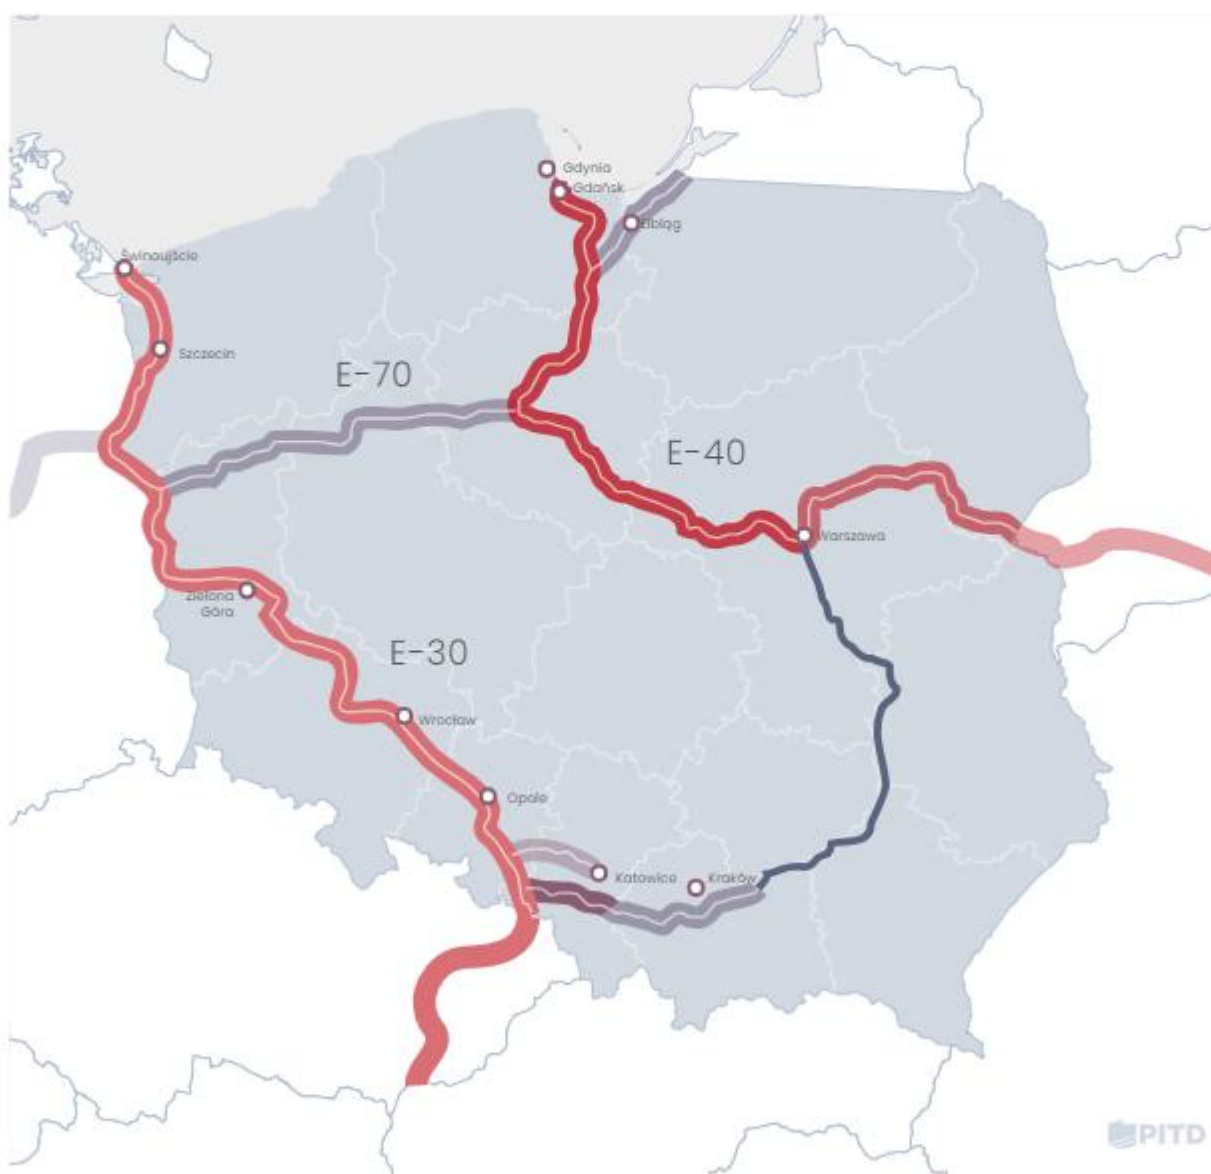 Gdynia
Gdańsk
Elbląg
Świnoujście
Szczecin
E-70
E-40
Warszawa
Zielona
Góra
E-30
Wrocław
Opole
Katowice
Kraków
PITD